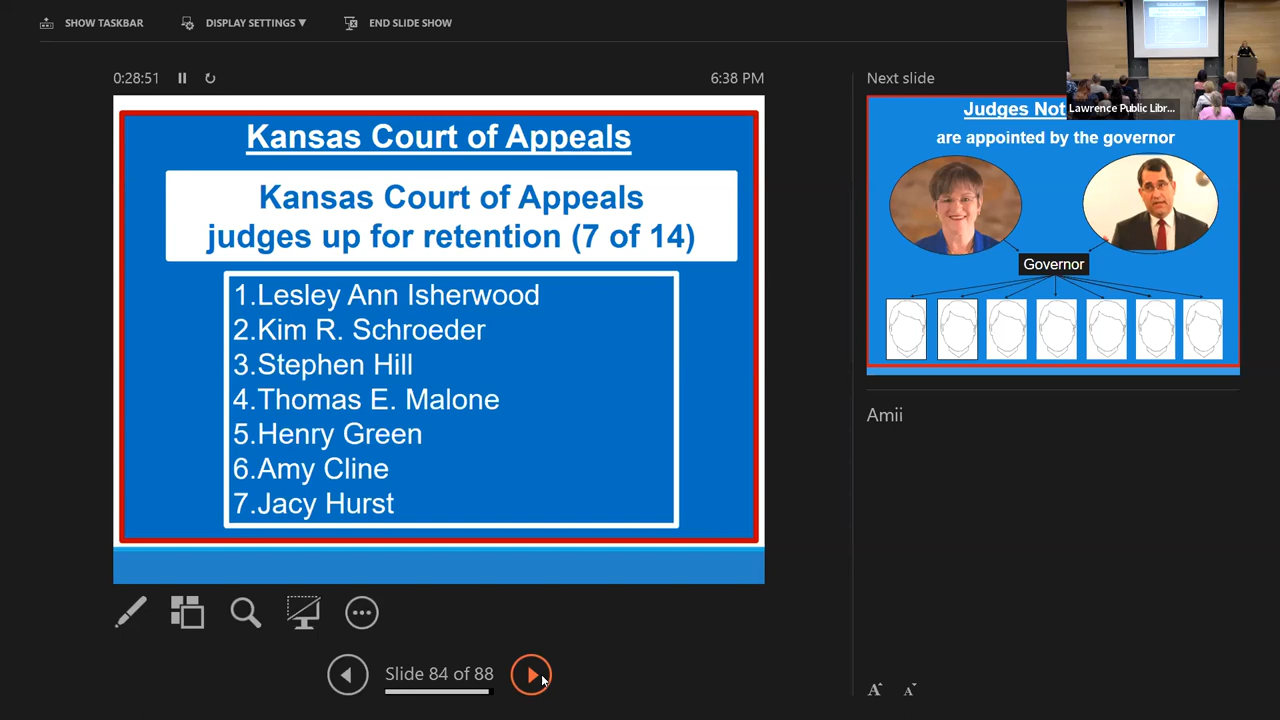 SHOW TASKBAR
DISPLAY SETTINGS ▼
END SLIDE SHOW
0:28:51
6:38 PM
Kansas Court of Appeals
Kansas Court of Appeals
judges up for retention (7 of 14)
1.Lesley Ann Isherwood
2.Kim R. Schroeder
3.Stephen Hill
4.Thomas E. Malone
5.Henry Green
6.Amy Cline
7.Jacy Hurst
Slide 84 of 88
Next slide
Lawrence Public Libr...
Judges Not
are appointed by the governor
Governor
Amii
A A